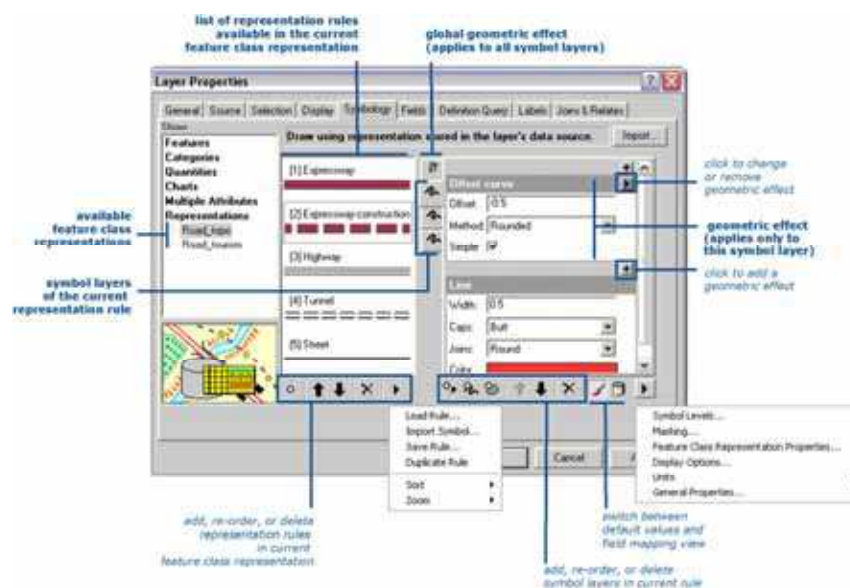 list of representation rules
available in the current
feature class representation
global geometric effect
(applies to all symbol layers)
Layer Properties
General Source Selection Display Symbology Fields Definition Query Labels Joins & Relates
Show:
Features
Categories
Quantities
Charts
Multiple Attributes
Representations
Road_topo
Road_tourism
Draw using representation stored in the layer's data source.
Import...
[1] Expressway
[2] Expressway construction
[3] Highway
[4] Tunnel
[5] Street
Offset curve
Offset: -0.5
Method: Rounded
Simple:
Line
Width: 0.5
Caps: Butt
Joins: Round
Color:
click to change
or remove
geometric effect
geometric effect
(applies only to
this symbol layer)
click to add a
geometric effect
available
feature class
representations
symbol layers
of the current
representation rule
Load Rule...
Import Symbol...
Save Rule...
Duplicate Rule
Sort
Zoom
Cancel
Symbol Levels...
Masking...
Feature Class Representation Properties...
Display Options...
Units
General Properties...
add, re-order, or delete
representation rules
in current
feature class representation
switch between
default values and
field mapping view
add, re-order, or delete
symbol layers in current rule